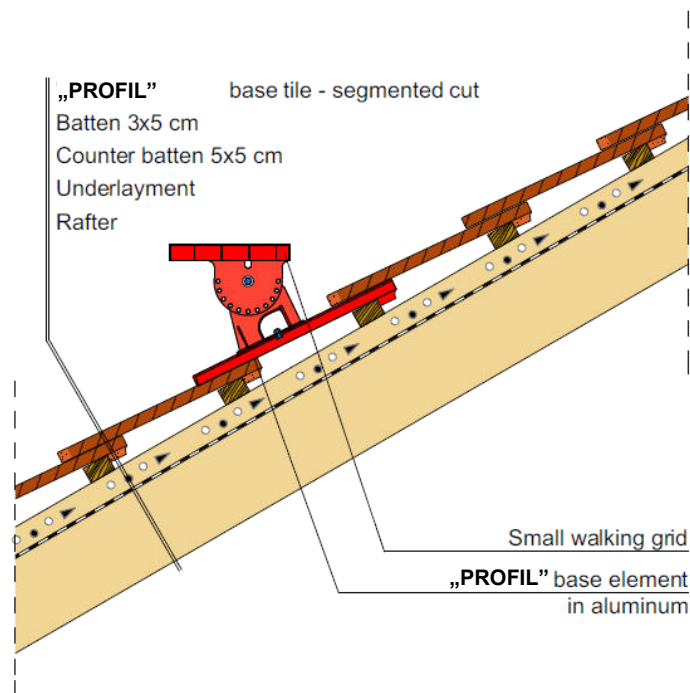 „PROFIL” base tile - segmented cut
Batten 3x5 cm
Counter batten 5x5 cm
Underlayment
Rafter
Small walking grid
„PROFIL” base element
in aluminum